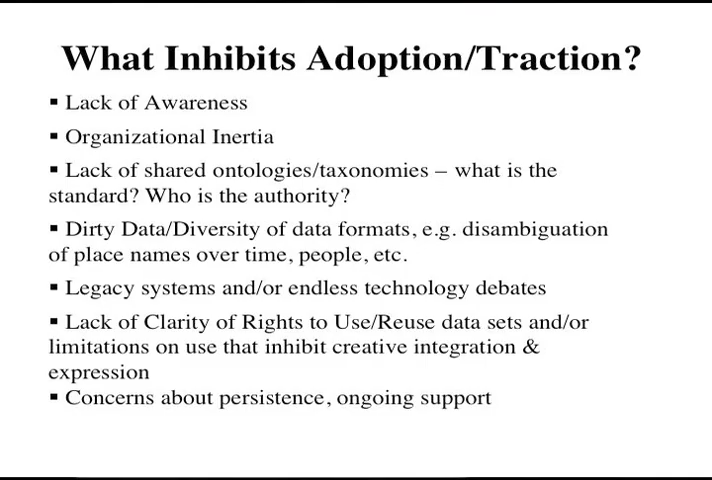 What Inhibits Adoption/Traction?
▪ Lack of Awareness
▪ Organizational Inertia
▪ Lack of shared ontologies/taxonomies – what is the
standard? Who is the authority?
▪ Dirty Data/Diversity of data formats, e.g. disambiguation
of place names over time, people, etc.
▪ Legacy systems and/or endless technology debates
▪ Lack of Clarity of Rights to Use/Reuse data sets and/or
limitations on use that inhibit creative integration &
expression
▪ Concerns about persistence, ongoing support